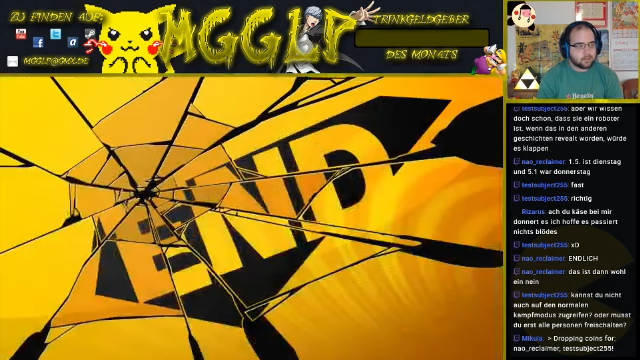 ZU FINDEN AUF:
MGGLP@GMX.DE
MGGLP
TRINKGELDGEBER
DES MONATS
END
testsubject255: aber wir wissen
doch schon, dass sie ein roboter
ist. wenn das in den anderen
geschichten revealt worden, würde
es klappen
nao_reclaimer: 1.5. ist dienstag
und 5.1 war donnerstag
testsubject255: fast
testsubject255: richtig
Rizarus: ach du käse bei mir
donnert es ich hoffe es passiert
nichts blödes
testsubject255: xD
nao_reclaimer: ENDLICH
nao_reclaimer: das ist dann wohl
ein nein
testsubject255: kannst du nicht
auch auf den normalen
kampfmodus zugreifen? oder musst
du erst alle personen freischalten?
Mikuia: > Dropping coins for:
nao_reclaimer, testsubject255!